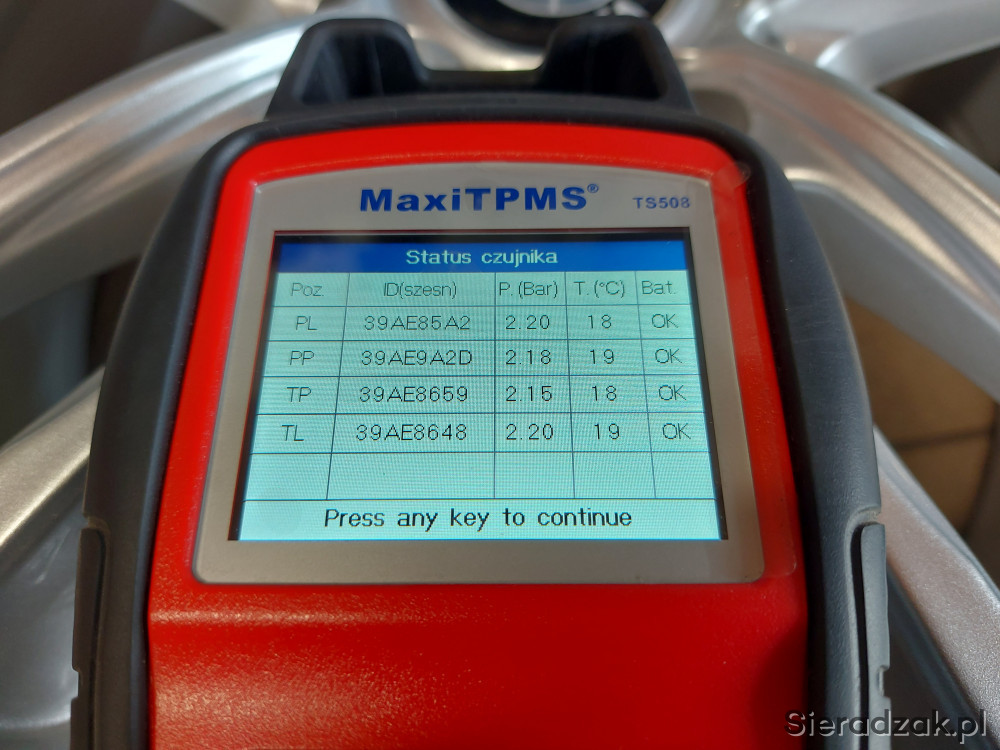 MaxiTPMS® TS508
Status czujnika
Poz. ID(szesn) P.(Bar) T.(°C) Bat.
PL 39AE85A2 2.20 18 OK
PP 39AE9A2D 2.18 19 OK
TP 39AE8659 2.15 18 OK
TL 39AE8648 2.20 19 OK
Press any key to continue
Sieradzak.pl